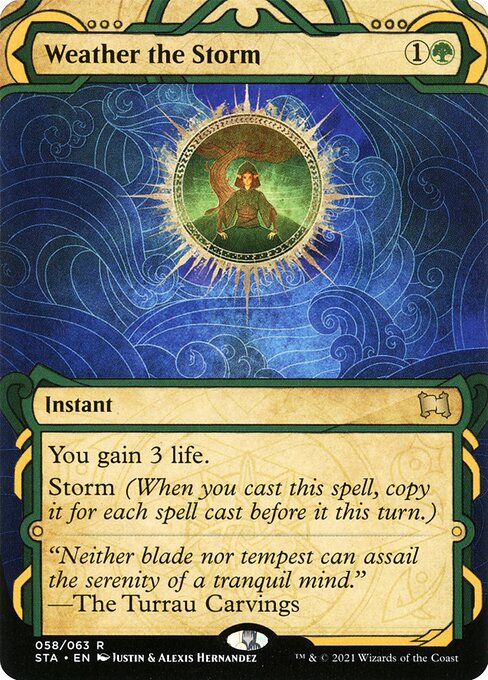 Weather the Storm 1
Instant
You gain 3 life.
Storm (When you cast this spell, copy
it for each spell cast before it this turn.)
“Neither blade nor tempest can assail
the serenity of a tranquil mind.”
—The Turrau Carvings
058/063 R
STA • EN Justin & Alexis Hernandez ™ & © 2021 Wizards of the Coast